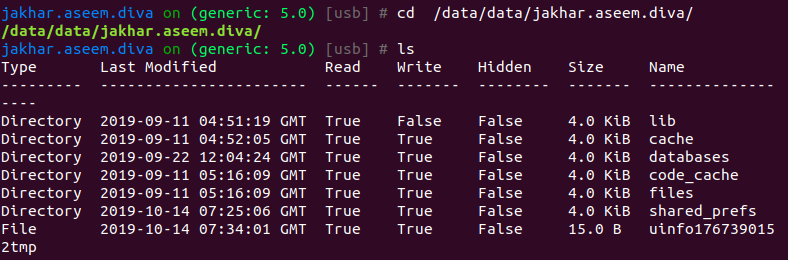 jakhar.aseem.diva on (generic: 5.0) [usb] # cd  /data/data/jakhar.aseem.diva/
/data/data/jakhar.aseem.diva/
jakhar.aseem.diva on (generic: 5.0) [usb] # ls
Type       Last Modified            Read    Write    Hidden    Size     Name
---------  -----------------------  ------  -------  --------  -------  --------------
----
Directory  2019-09-11 04:51:19 GMT  True    False    False     4.0 KiB  lib
Directory  2019-09-11 04:52:05 GMT  True    True     False     4.0 KiB  cache
Directory  2019-09-22 12:04:24 GMT  True    True     False     4.0 KiB  databases
Directory  2019-09-11 05:16:09 GMT  True    True     False     4.0 KiB  code_cache
Directory  2019-09-11 05:16:09 GMT  True    True     False     4.0 KiB  files
Directory  2019-10-14 07:25:06 GMT  True    True     False     4.0 KiB  shared_prefs
File       2019-10-14 07:34:01 GMT  True    True     False     15.0 B   uinfo176739015
2tmp